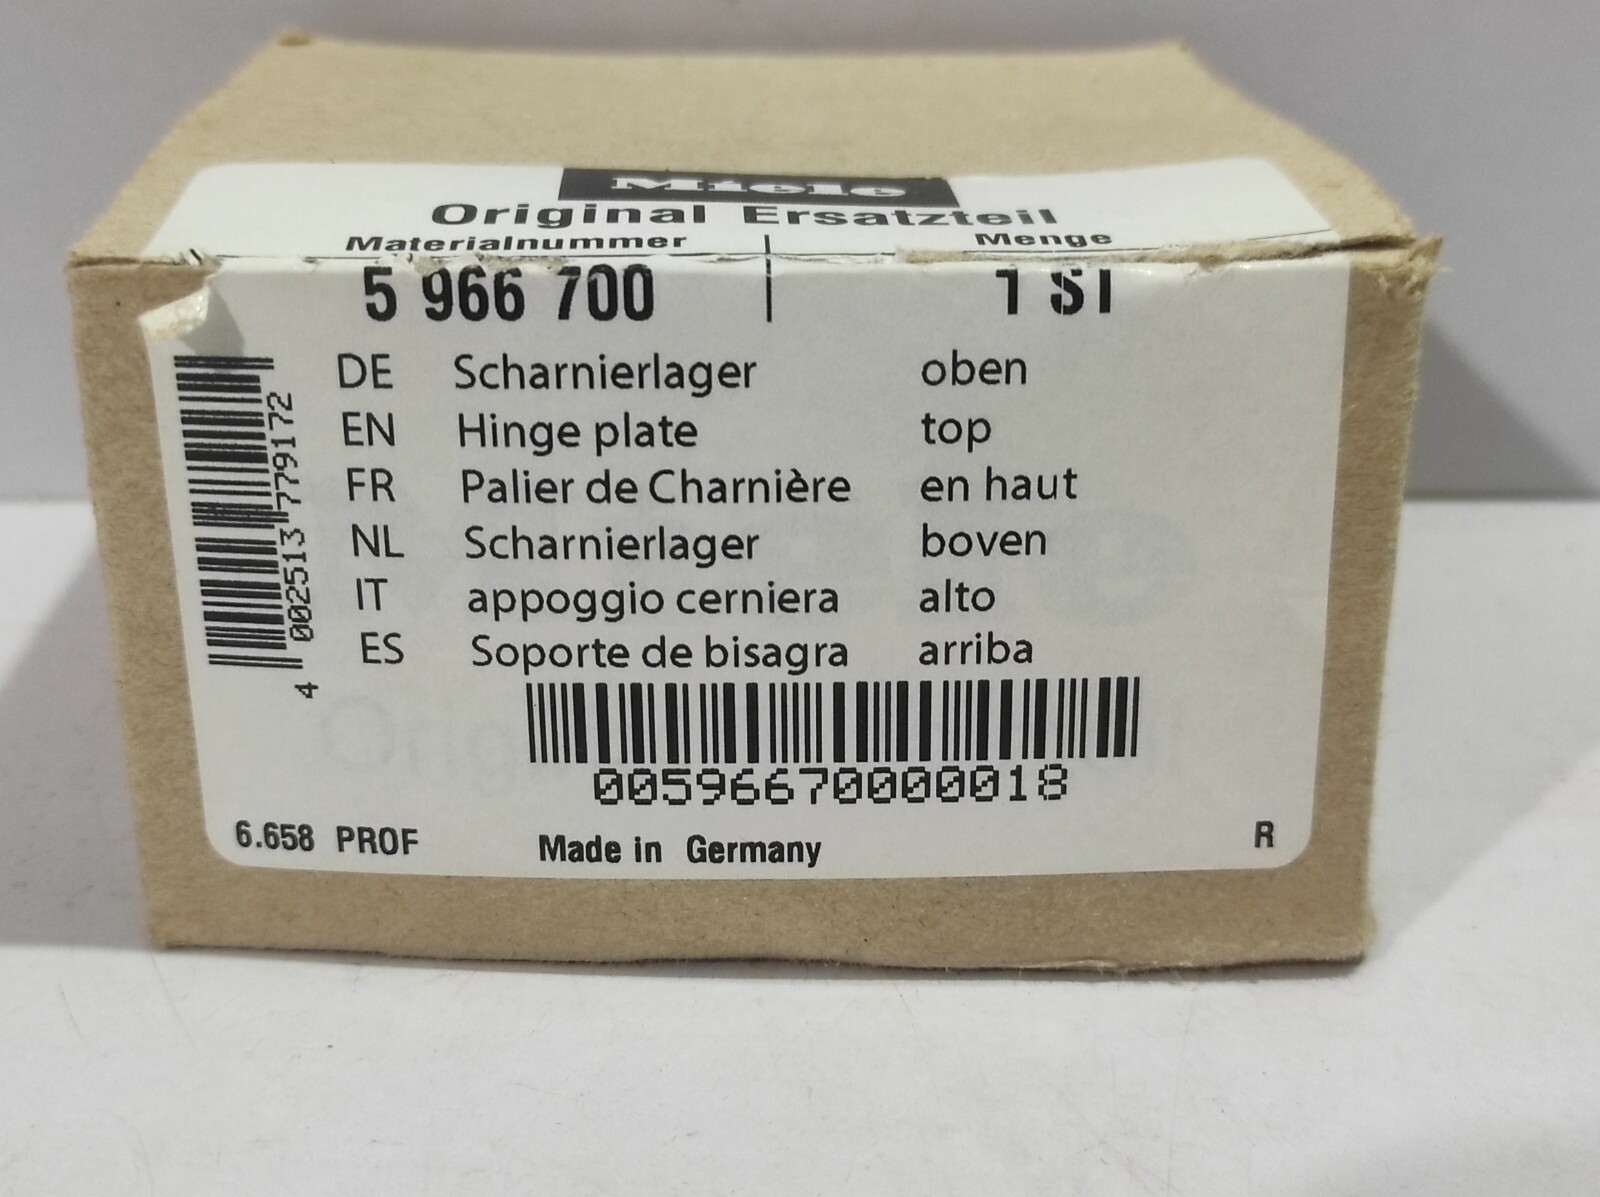 Miele
Original Ersatzteil
Materialnummer Menge
5 966 700 1 ST
DE Scharnierlager oben
EN Hinge plate top
FR Palier de Charnière en haut
NL Scharnierlager boven
IT appoggio cerniera alto
ES Soporte de bisagra arriba
4 002513 779172
00596670000018
6.658 PROF Made in Germany R